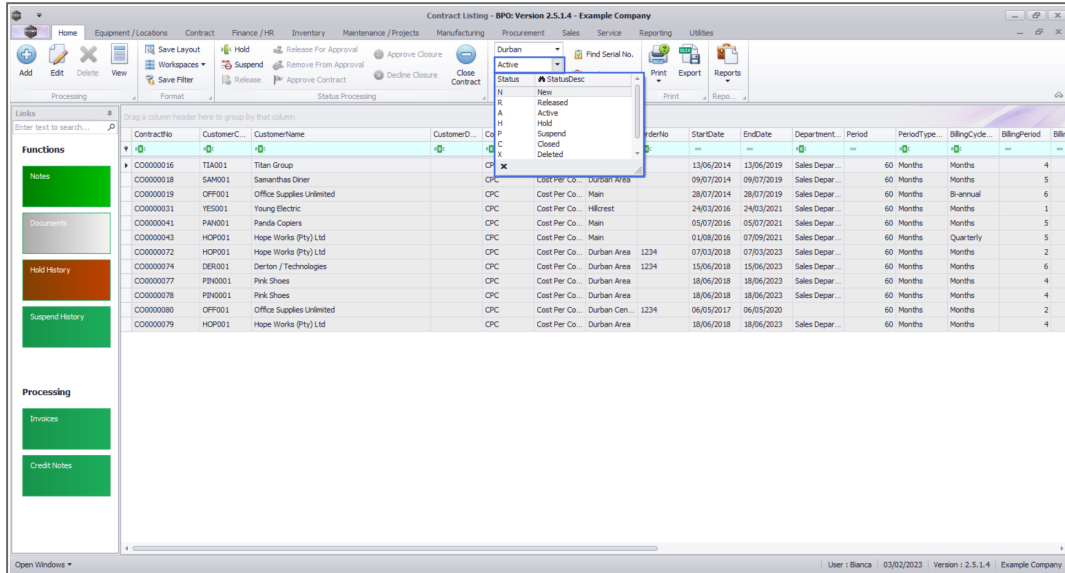 Contract Listing - BPO: Version 2.5.1.4 - Example Company
Home Equipment / Locations Contract Finance / HR Inventory Maintenance / Projects Manufacturing Procurement Sales Service Reporting Utilities
Add Edit Delete View
Processing
Save Layout
Workspaces
Save Filter
Format
Hold
Suspend
Release
Release For Approval
Remove From Approval
Approve Contract
Approve Closure
Decline Closure
Close Contract
Status Processing
Durban
Active
Find Serial No.
Print Export
Print
Reports
Repo...
Status StatusDesc
N New
R Released
A Active
H Hold
P Suspend
C Closed
X Deleted
Links
Enter text to search...
Functions
Notes
Documents
Hold History
Suspend History
Processing
Invoices
Credit Notes
Drag a column header here to group by that column
ContractNo CustomerC... CustomerName CustomerD... StartDate EndDate Department... Period PeriodType... BillingCycle... BillingPeriod
CO0000016 TIA001 Titan Group 13/06/2014 13/06/2019 Sales Depar... 60 Months Months 4
CO0000018 SAM001 Samanthas Diner CPC Cost Per Co... Durban Area 09/07/2014 09/07/2019 Sales Depar... 60 Months Months 5
CO0000019 OFF001 Office Supplies Unlimited CPC Cost Per Co... Main 28/07/2014 28/07/2019 Sales Depar... 60 Months Bi-annual 6
CO0000031 YES001 Young Electric CPC Cost Per Co... Hillcrest 24/03/2016 24/03/2021 Sales Depar... 60 Months Months 1
CO0000041 PAN001 Panda Copiers CPC Cost Per Co... Main 05/07/2016 05/07/2021 Sales Depar... 60 Months Months 5
CO0000043 HOP001 Hope Works (Pty) Ltd CPC Cost Per Co... Main 01/08/2016 07/09/2021 Sales Depar... 60 Months Quarterly 5
CO0000072 HOP001 Hope Works (Pty) Ltd CPC Cost Per Co... Durban Area 1234 07/03/2018 07/03/2023 Sales Depar... 60 Months Months 2
CO0000074 DER001 Derton / Technologies CPC Cost Per Co... Durban Area 1234 15/06/2018 15/06/2023 Sales Depar... 60 Months Months 6
CO0000077 PIN0001 Pink Shoes CPC Cost Per Co... Durban Area 18/06/2018 18/06/2023 Sales Depar... 60 Months Months 4
CO0000078 PIN0001 Pink Shoes CPC Cost Per Co... Durban Area 18/06/2018 18/06/2023 Sales Depar... 60 Months Months 4
CO0000080 OFF001 Office Supplies Unlimited CPC Cost Per Co... Durban Cen... 1234 06/05/2017 06/05/2020 60 Months Months 2
CO0000079 HOP001 Hope Works (Pty) Ltd CPC Cost Per Co... Durban Area 18/06/2018 18/06/2023 Sales Depar... 60 Months Months 4
Open Windows User : Bianca 03/02/2023 Version : 2.5.1.4 Example Company